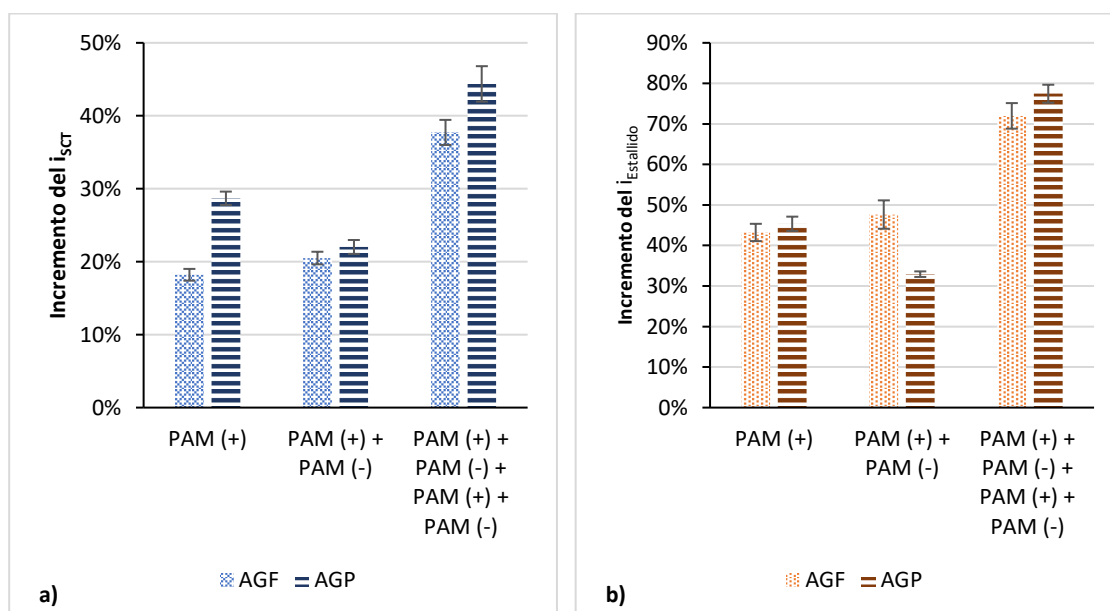 50%
40%
30%
20%
10%
0%
Incremento del iSCT
PAM (+)
PAM (+) +
PAM (-)
PAM (+) +
PAM (-) +
PAM (+) +
PAM (-)
AGF
AGP
a)
90%
80%
70%
60%
50%
40%
30%
20%
10%
0%
Incremento del iEstallido
PAM (+)
PAM (+) +
PAM (-)
PAM (+) +
PAM (-) +
PAM (+) +
PAM (-)
AGF
AGP
b)